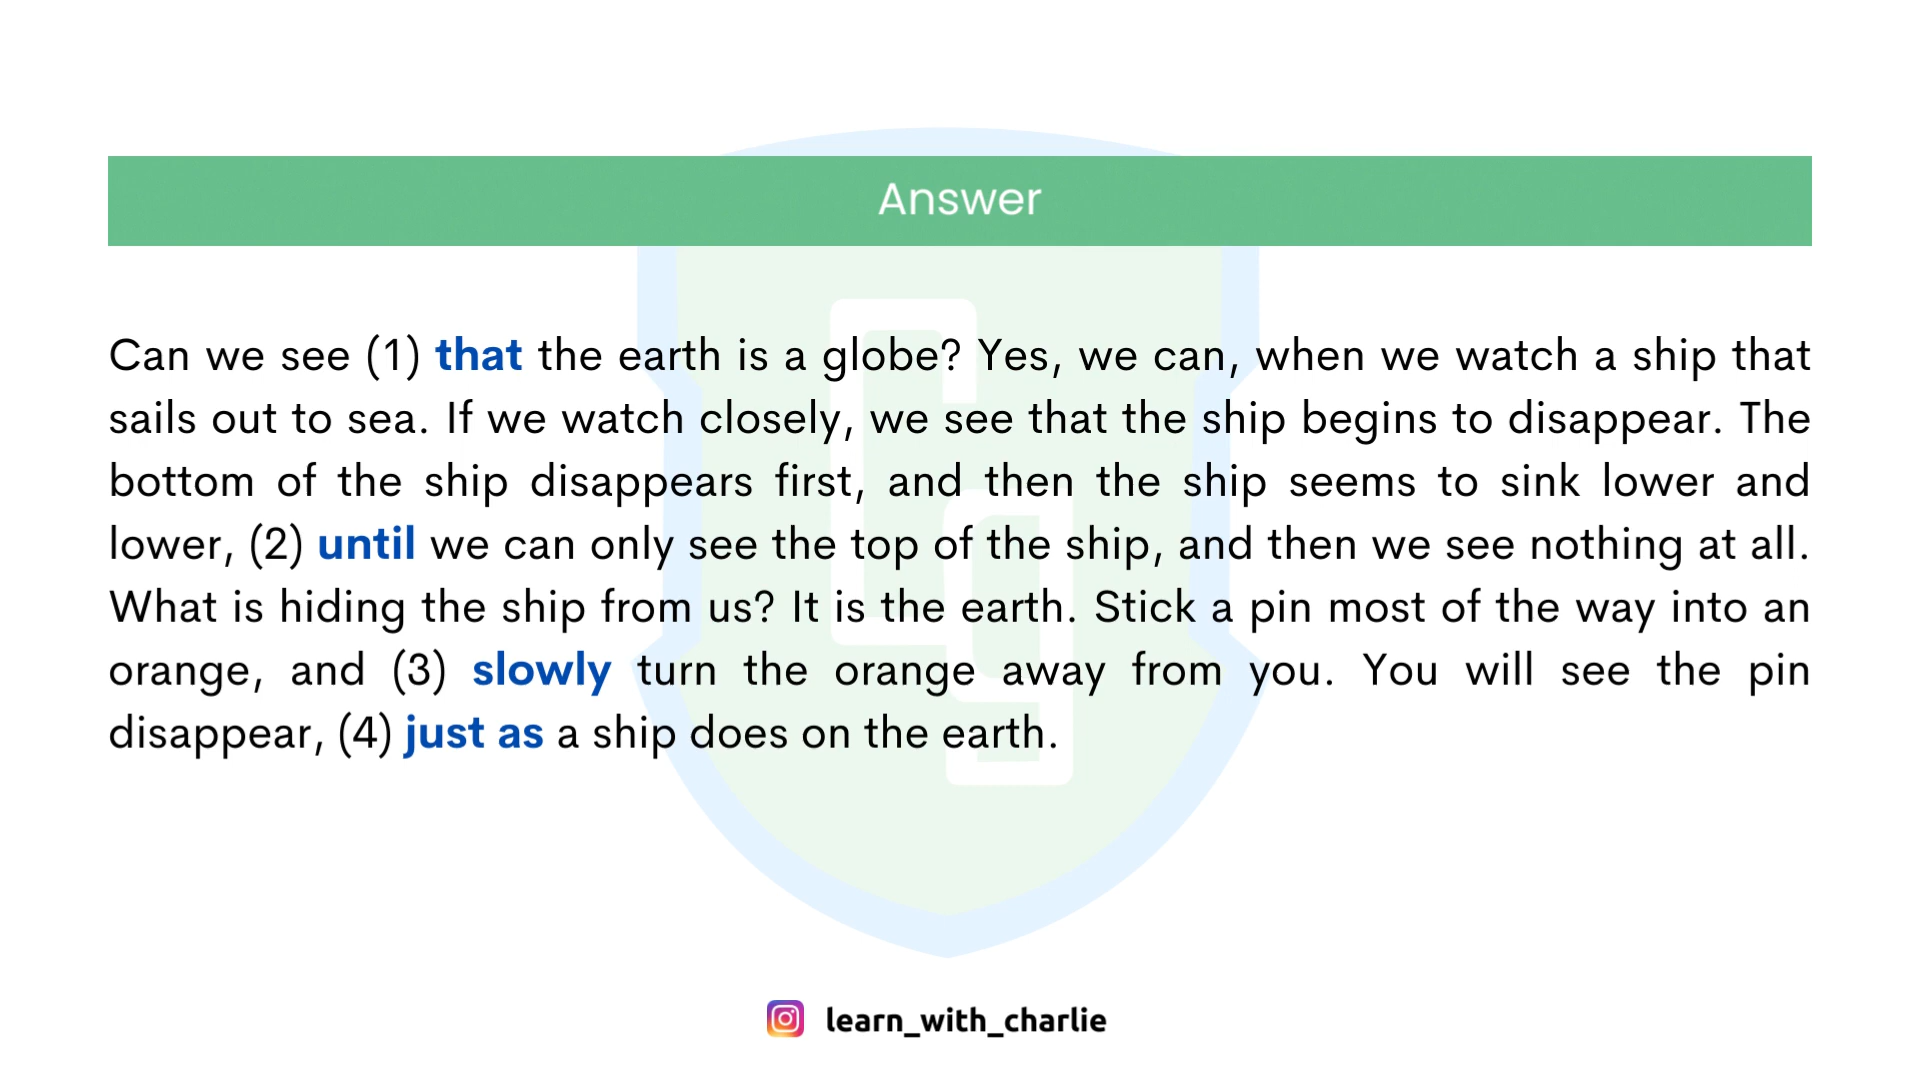 Answer
Can we see (1) that the earth is a globe? Yes, we can, when we watch a ship that
sails out to sea. If we watch closely, we see that the ship begins to disappear. The
bottom of the ship disappears first, and then the ship seems to sink lower and
lower, (2) until we can only see the top of the ship, and then we see nothing at all.
What is hiding the ship from us? It is the earth. Stick a pin most of the way into an
orange, and (3) slowly turn the orange away from you. You will see the pin
disappear, (4) just as a ship does on the earth.
learn_with_charlie